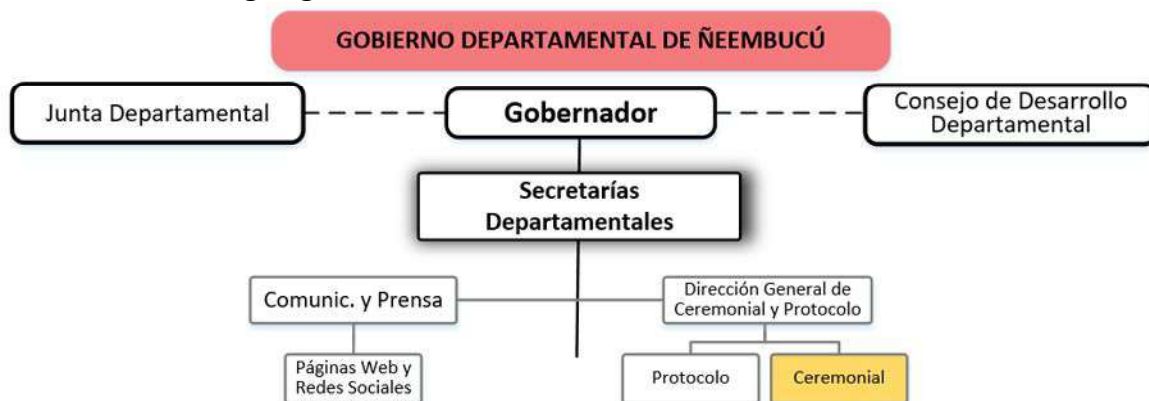 GOBIERNO DEPARTAMENTAL DE ÑEEMBUCÚ
Junta Departamental
Gobernador
Consejo de Desarrollo
Departamental
Secretarías
Departamentales
Comunic. y Prensa
Dirección General de
Ceremonial y Protocolo
Páginas Web y
Redes Sociales
Protocolo
Ceremonial